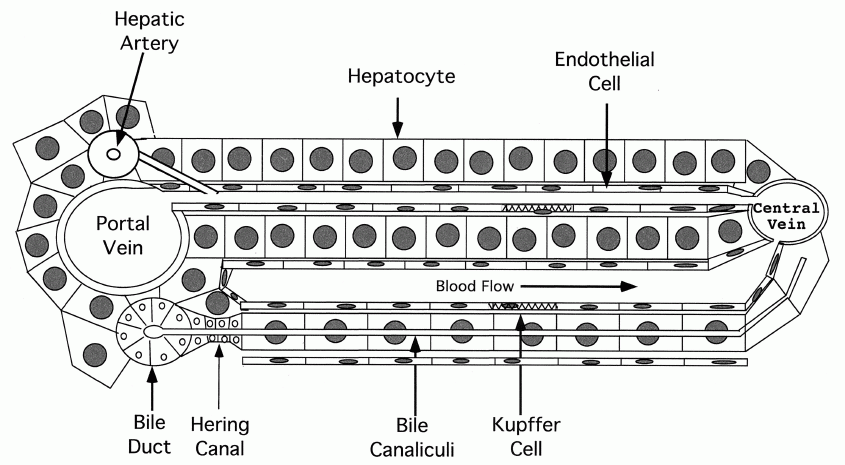 Hepatic
Artery
Hepatocyte
Endothelial
Cell
Portal
Vein
Central
Vein
Blood Flow
Bile
Duct
Hering
Canal
Bile
Canaliculi
Kupffer
Cell